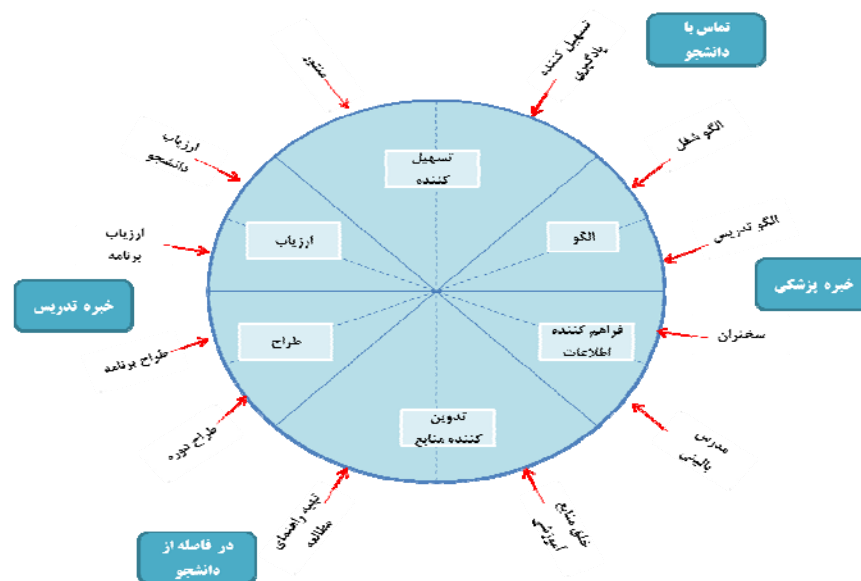 تماس با
دانشجو
تسهیل کننده
یادگیری
منتور
الگو شغل
ارزیاب
دانشجو
تسهیل
کننده
الگو تدریس
ارزیاب
برنامه
الگو
ارزیاب
خبره پزشکی
خبره تدریس
سخنران
فراهم کننده
اطلاعات
طراح
طراح برنامه
تدوین
کننده منابع
مدرس
بالینی
طراح دوره
خلق منابع
آموزشی
تهیه راهنمای
مطالعه
در فاصله از
دانشجو